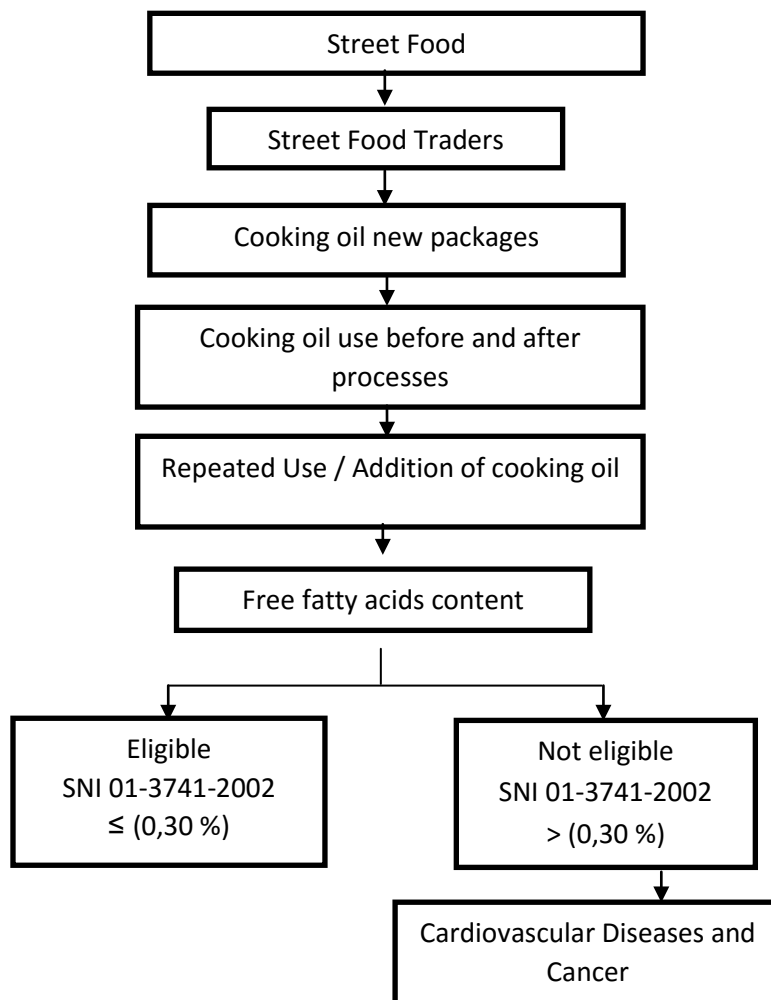 Street Food
Street Food Traders
Cooking oil new packages
Cooking oil use before and after
processes
Repeated Use / Addition of cooking oil
Free fatty acids content
Eligible
SNI 01-3741-2002
≤ (0,30 %)
Not eligible
SNI 01-3741-2002
> (0,30 %)
Cardiovascular Diseases and
Cancer